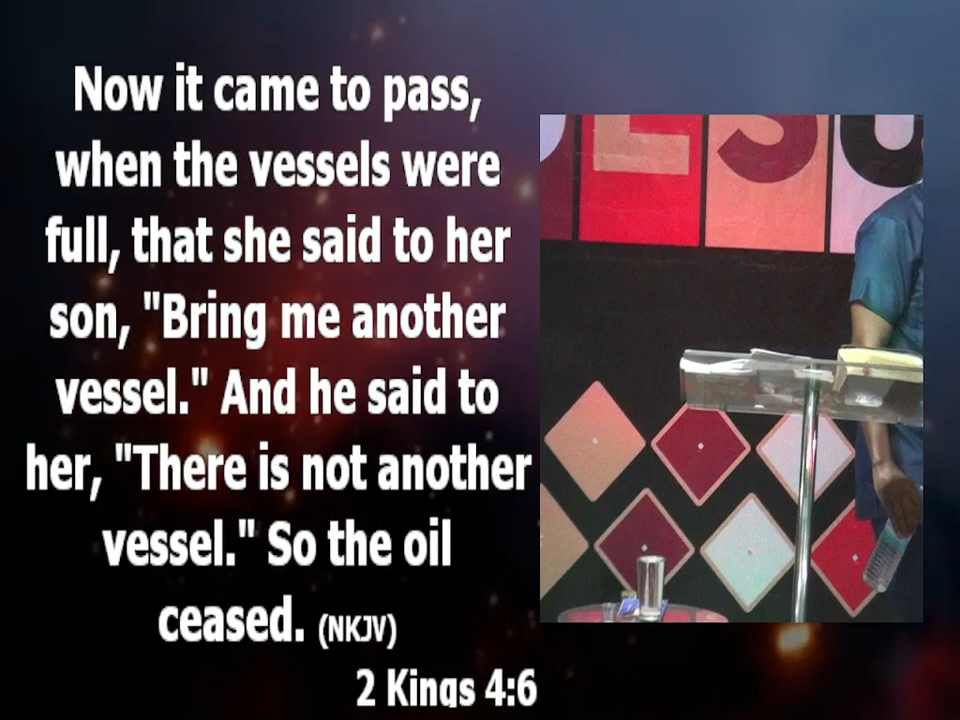 Now it came to pass,
when the vessels were
full, that she said to her
son, "Bring me another
vessel." And he said to
her, "There is not another
vessel." So the oil
ceased. (NKJV)
2 Kings 4:6